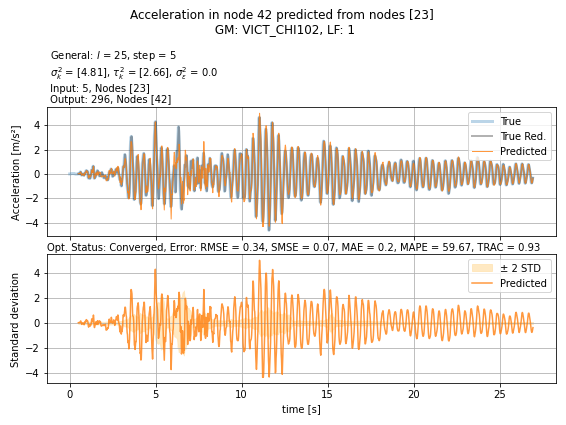 Acceleration in node 42 predicted from nodes [23]
GM: VICT_CHI102, LF: 1
General: l = 25, step = 5
σ²ₖ = [4.81], τ²ₖ = [2.66], σ²ε = 0.0
Input: 5, Nodes [23]
Output: 296, Nodes [42]
Acceleration [m/s²]
4
2
0
−2
−4
True
True Red.
Predicted
Opt. Status: Converged, Error: RMSE = 0.34, SMSE = 0.07, MAE = 0.2, MAPE = 59.67, TRAC = 0.93
Standard deviation
4
2
0
−2
−4
± 2 STD
Predicted
0 5 10 15 20 25
time [s]